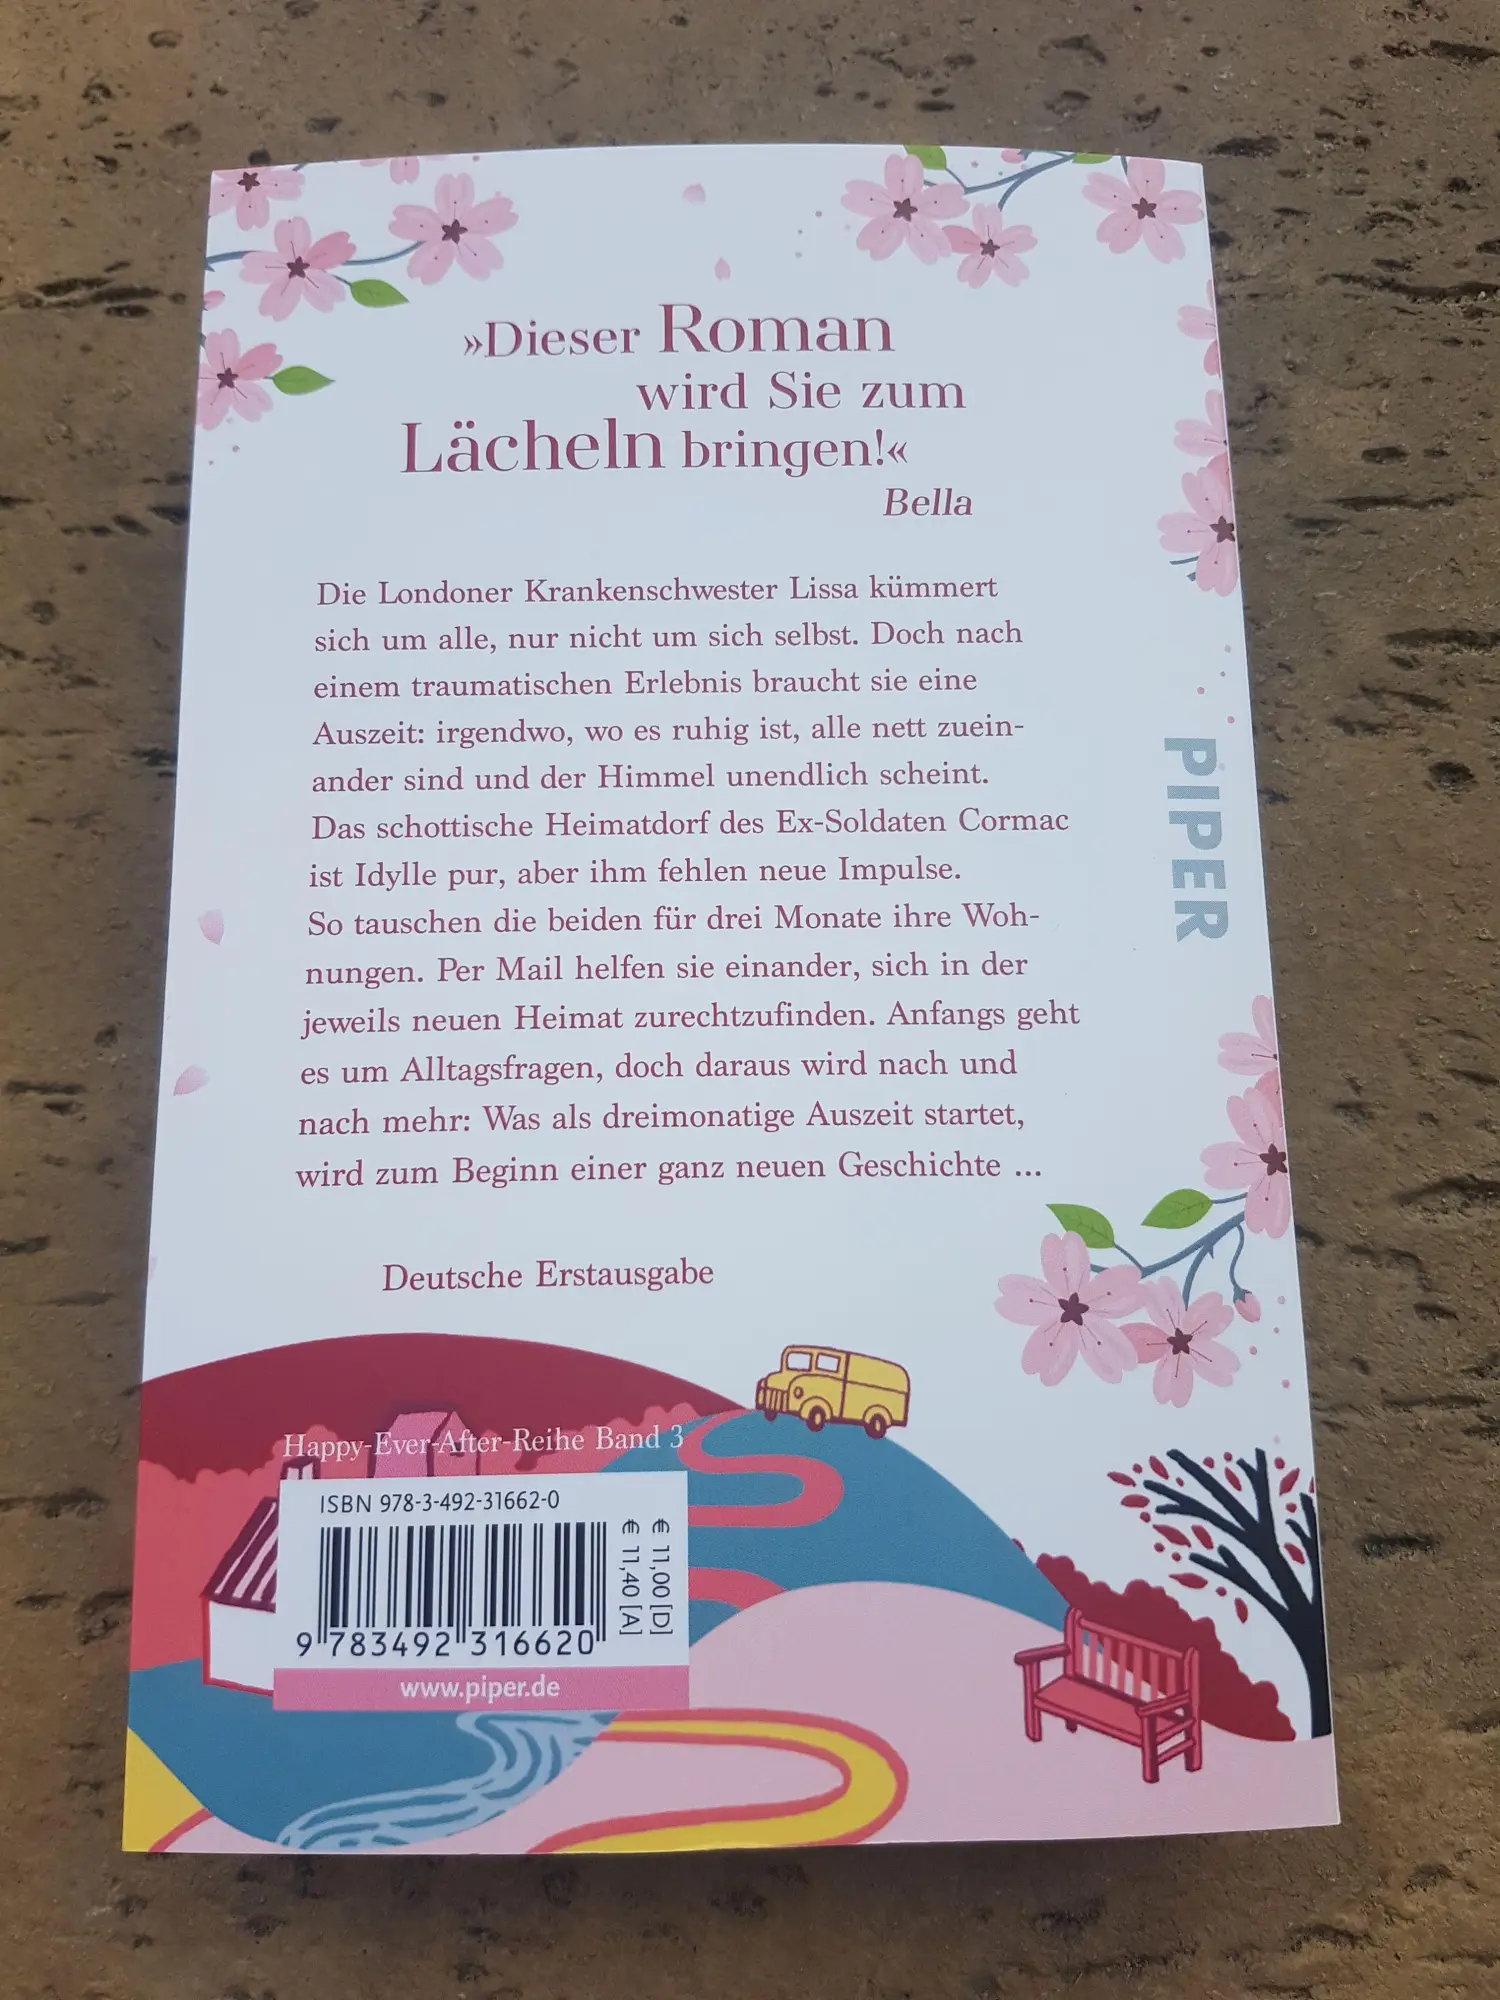 »Dieser Roman
wird Sie zum
Lächeln bringen!«
Bella
Die Londoner Krankenschwester Lissa kümmert
sich um alle, nur nicht um sich selbst. Doch nach
einem traumatischen Erlebnis braucht sie eine
Auszeit: irgendwo, wo es ruhig ist, alle nett zuein-
ander sind und der Himmel unendlich scheint.
Das schottische Heimatdorf des Ex-Soldaten Cormac
ist Idylle pur, aber ihm fehlen neue Impulse.
So tauschen die beiden für drei Monate ihre Woh-
nungen. Per Mail helfen sie einander, sich in der
jeweils neuen Heimat zurechtzufinden. Anfangs geht
es um Alltagsfragen, doch daraus wird nach und
nach mehr: Was als dreimonatige Auszeit startet,
wird zum Beginn einer ganz neuen Geschichte ...
PIPER
Deutsche Erstausgabe
Happy-Ever-After-Reihe Band 3
ISBN 978-3-492-31662-0
€ 11,00 [D]
€ 11,40 [A]
9 783492 316620
www.piper.de